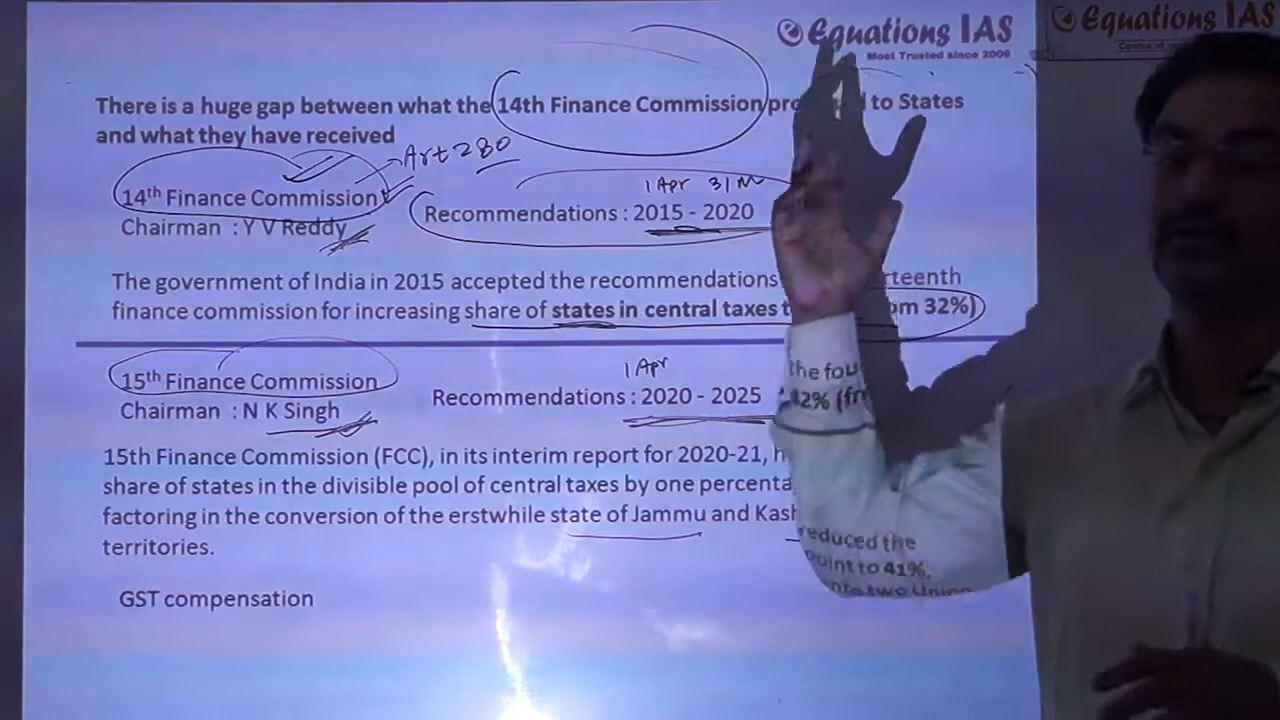 Equations IAS
Equations IAS
Most Trusted since 2009
Centre of
There is a huge gap between what the 14th Finance Commission pro to States
and what they have received
Art 280
14th Finance Commission
1 Apr 31 M
Recommendations : 2015 - 2020
Chairman : Y V Reddy
The government of India in 2015 accepted the recommendations the fou rteenth
finance commission for increasing share of states in central taxes t 42% (fr om 32%)
15th Finance Commission
1 Apr
Recommendations : 2020 - 2025
Chairman : N K Singh
15th Finance Commission (FCC), in its interim report for 2020-21, h reduced the
share of states in the divisible pool of central taxes by one percenta point to 41%,
factoring in the conversion of the erstwhile state of Jammu and Kash into two Union
territories.
GST compensation